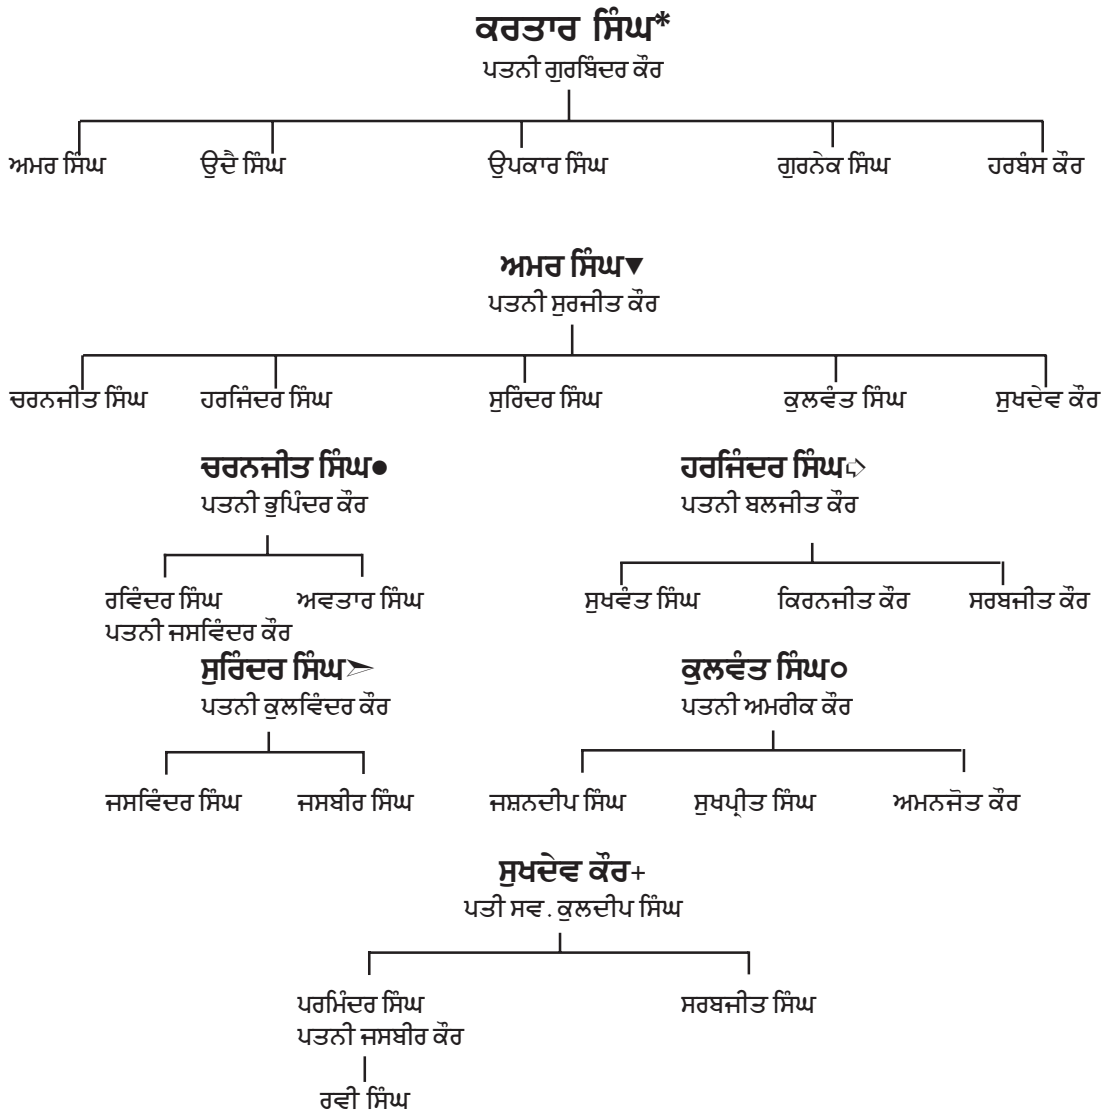 ਕਰਤਾਰ ਸਿੰਘ*
ਪਤਨੀ ਗੁਰਬਿੰਦਰ ਕੌਰ
ਅਮਰ ਸਿੰਘ ਉਦੈ ਸਿੰਘ ਉਪਕਾਰ ਸਿੰਘ ਗੁਰਨੇਕ ਸਿੰਘ ਹਰਬੰਸ ਕੌਰ
ਅਮਰ ਸਿੰਘ▼
ਪਤਨੀ ਸੁਰਜੀਤ ਕੌਰ
ਚਰਨਜੀਤ ਸਿੰਘ ਹਰਜਿੰਦਰ ਸਿੰਘ ਸੁਰਿੰਦਰ ਸਿੰਘ ਕੁਲਵੰਤ ਸਿੰਘ ਸੁਖਦੇਵ ਕੌਰ
ਚਰਨਜੀਤ ਸਿੰਘ●
ਪਤਨੀ ਭੁਪਿੰਦਰ ਕੌਰ
ਰਵਿੰਦਰ ਸਿੰਘ ਅਵਤਾਰ ਸਿੰਘ
ਪਤਨੀ ਜਸਵਿੰਦਰ ਕੌਰ
ਹਰਜਿੰਦਰ ਸਿੰਘ➪
ਪਤਨੀ ਬਲਜੀਤ ਕੌਰ
ਸੁਖਵੰਤ ਸਿੰਘ ਕਿਰਨਜੀਤ ਕੌਰ ਸਰਬਜੀਤ ਕੌਰ
ਸੁਰਿੰਦਰ ਸਿੰਘ➣
ਪਤਨੀ ਕੁਲਵਿੰਦਰ ਕੌਰ
ਜਸਵਿੰਦਰ ਸਿੰਘ ਜਸਬੀਰ ਸਿੰਘ
ਕੁਲਵੰਤ ਸਿੰਘ੦
ਪਤਨੀ ਅਮਰੀਕ ਕੌਰ
ਜਸ਼ਨਦੀਪ ਸਿੰਘ ਸੁਖਪ੍ਰੀਤ ਸਿੰਘ ਅਮਨਜੋਤ ਕੌਰ
ਸੁਖਦੇਵ ਕੌਰ+
ਪਤੀ ਸਵ. ਕੁਲਦੀਪ ਸਿੰਘ
ਪਰਮਿੰਦਰ ਸਿੰਘ ਸਰਬਜੀਤ ਸਿੰਘ
ਪਤਨੀ ਜਸਬੀਰ ਕੌਰ
ਰਵੀ ਸਿੰਘ